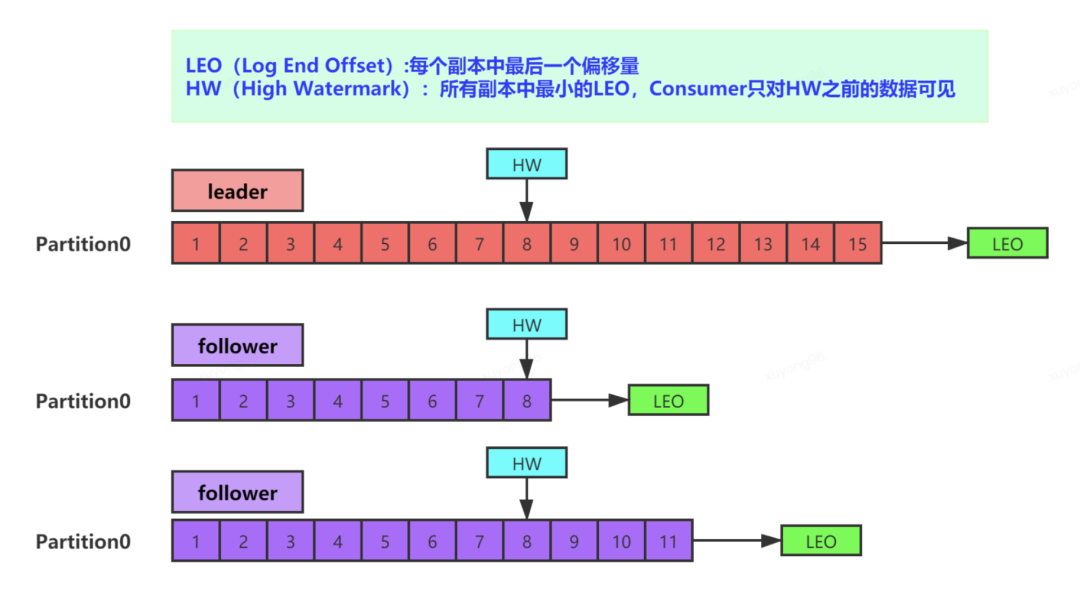 LEO（Log End Offset）:每个副本中最后一个偏移量
HW（High Watermark）：所有副本中最小的LEO，Consumer只对HW之前的数据可见
HW
leader
Partition0 1 2 3 4 5 6 7 8 9 10 11 12 13 14 15 LEO
HW
follower
Partition0 1 2 3 4 5 6 7 8 LEO
HW
follower
Partition0 1 2 3 4 5 6 7 8 9 10 11 LEO